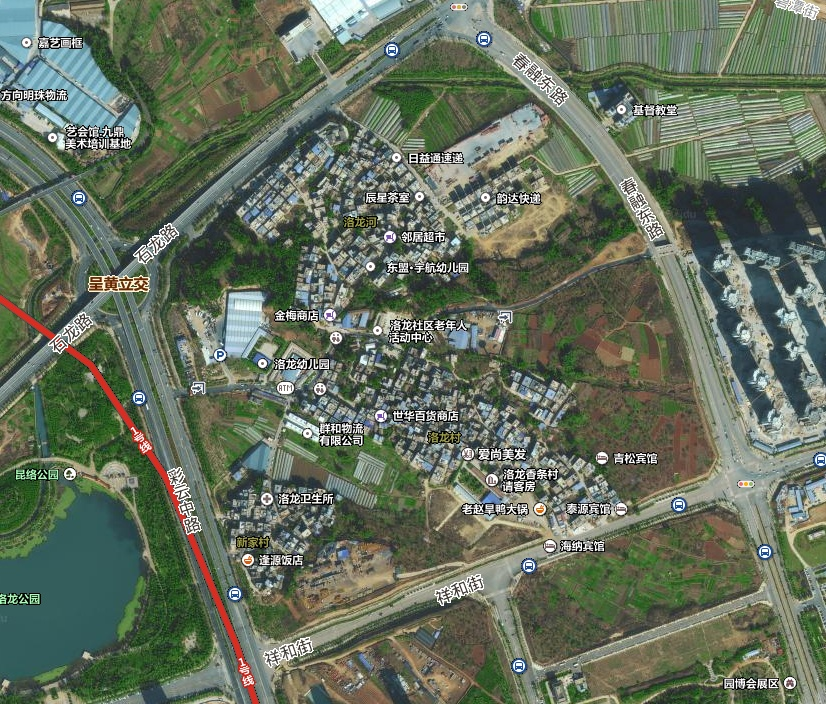 春漳街
嘉艺画框
方向明珠物流
艺会馆·九鼎
美术培训基地
春融东路
基督教堂
日益通速递
辰星茶室
韵达快递
洛龙河
春融东路
邻居超市
石龙路
东盟·宇航幼儿园
呈黄立交
金梅商店
洛龙社区老年人
活动中心
石龙路
P
洛龙幼儿园
ATM
世华百货商店
群和物流
有限公司
洛龙村
1号线
爱尚美发
青松宾馆
昆络公园
洛龙香条村
请客房
彩云中路
洛龙卫生所
老赵旱鸭大锅
泰源宾馆
新家村
海纳宾馆
逢源饭店
祥和街
洛龙公园
祥和街
1号线
园博会展区